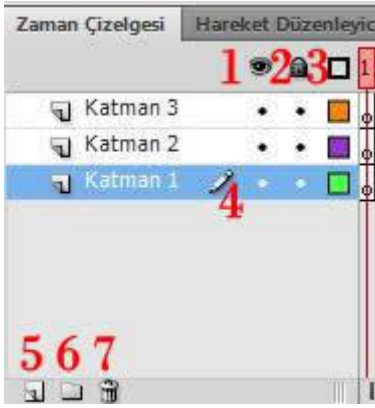 Zaman Çizelgesi Hareket Düzenleyic
1 2 3 1
Katman 3
Katman 2
Katman 1
4
5 6 7